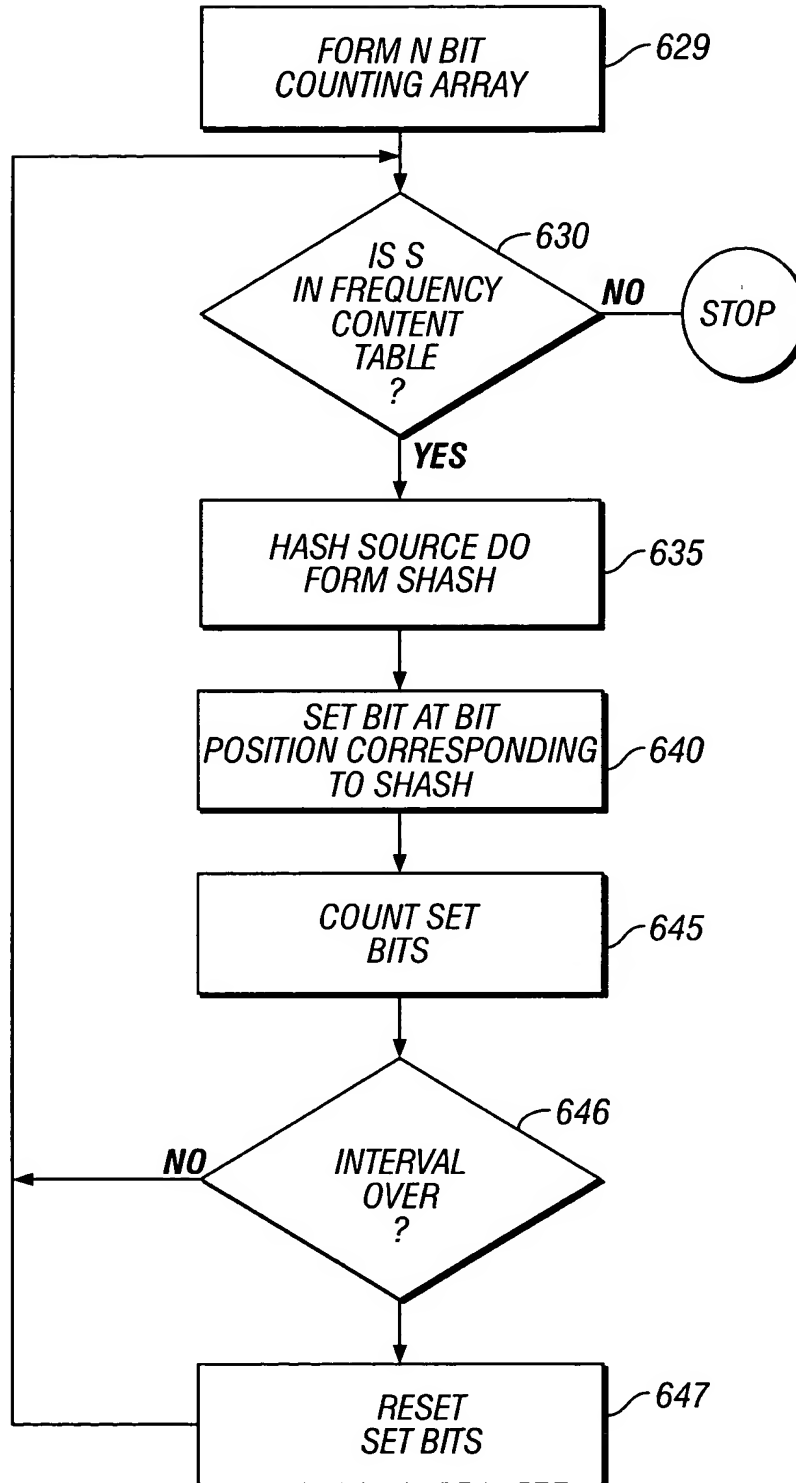 FORM N BIT
COUNTING ARRAY
629
IS S
IN FREQUENCY
CONTENT
TABLE
?
630
NO
STOP
YES
HASH SOURCE DO
FORM SHASH
635
SET BIT AT BIT
POSITION CORRESPONDING
TO SHASH
640
COUNT SET
BITS
645
INTERVAL
OVER
?
646
NO
RESET
SET BITS
647